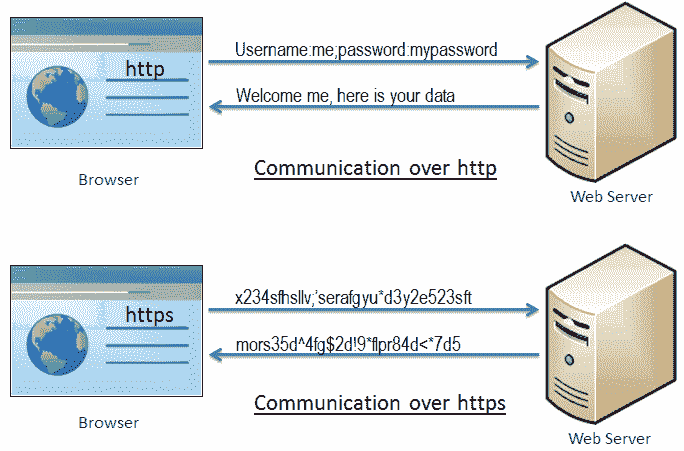 http
Username:me;password:mypassword
Welcome me, here is your data
Browser
Communication over http
Web Server
https
x234sfhsllv;'serafgyu*d3y2e523sft
mors35d^4fg$2d!9*flpr84d<*7d5
Browser
Communication over https
Web Server